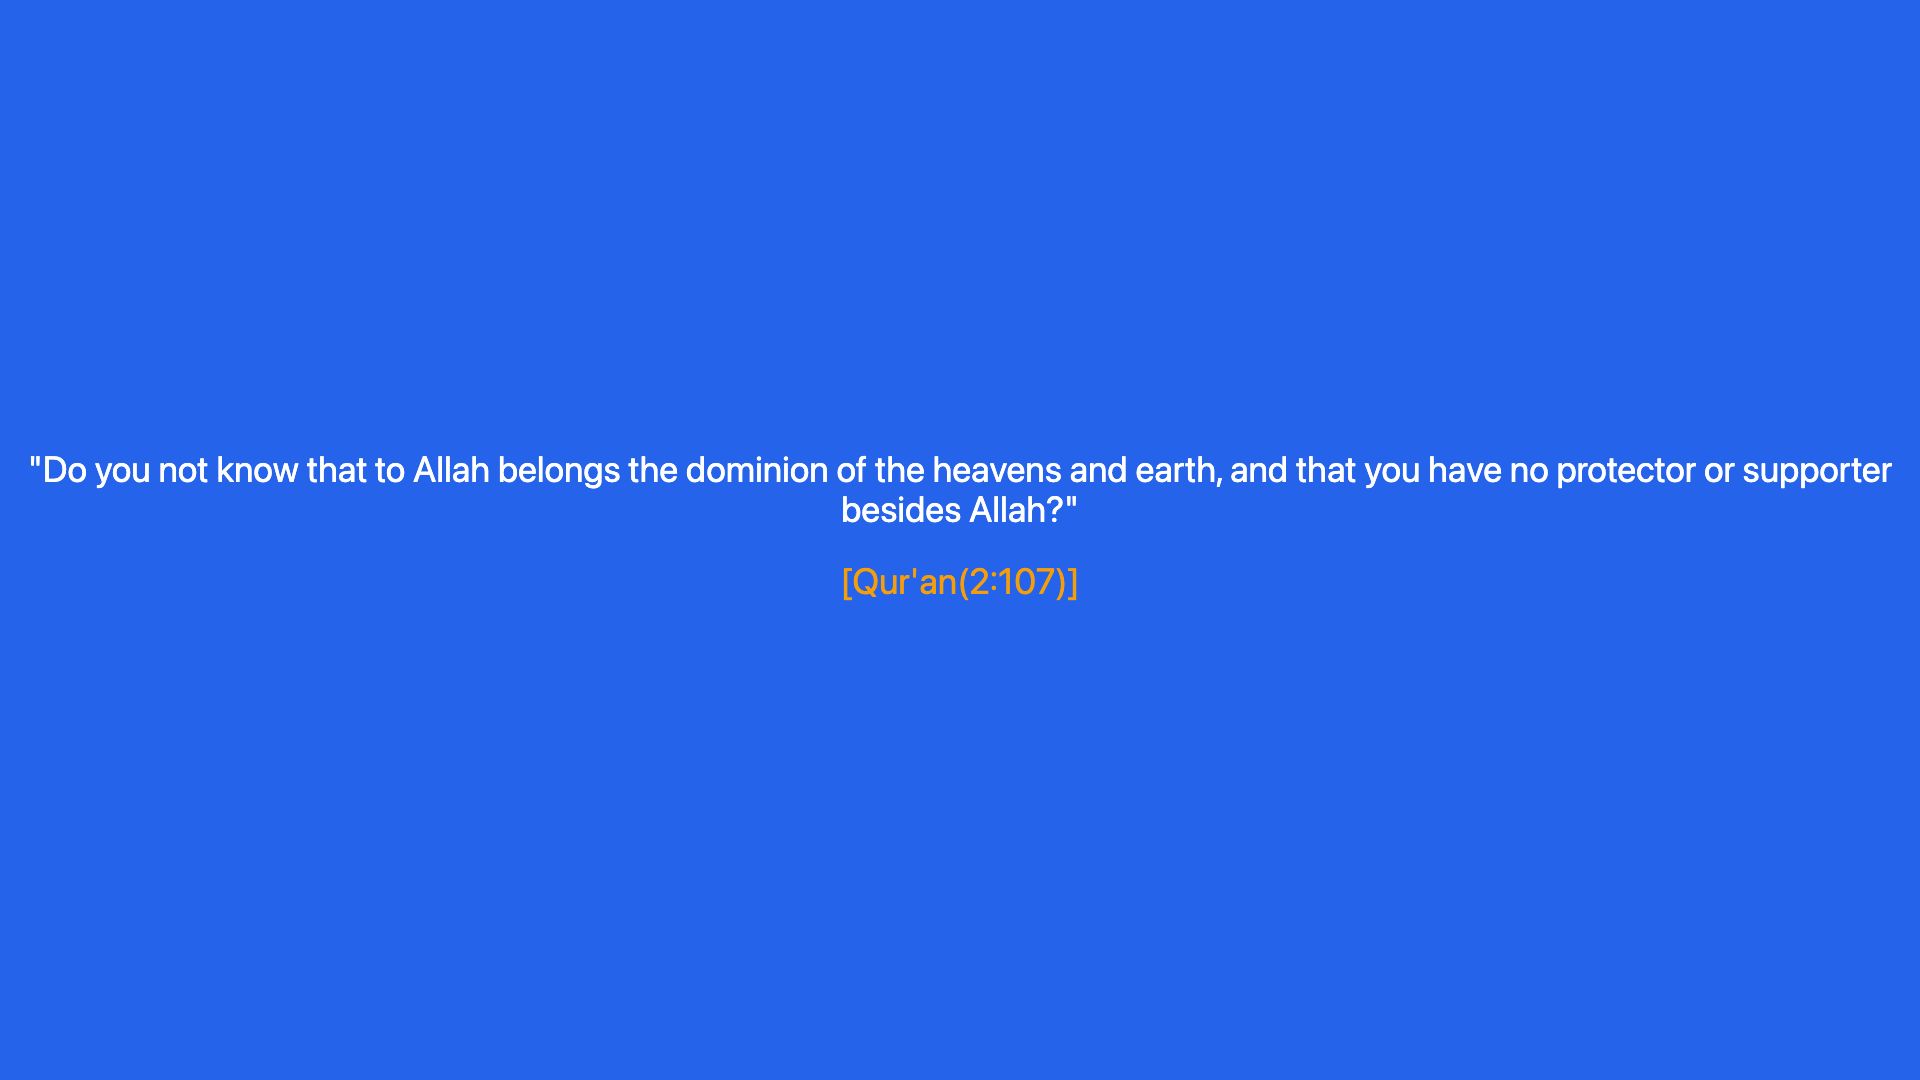 "Do you not know that to Allah belongs the dominion of the heavens and earth, and that you have no protector or supporter
besides Allah?"
[Qur'an(2:107)]